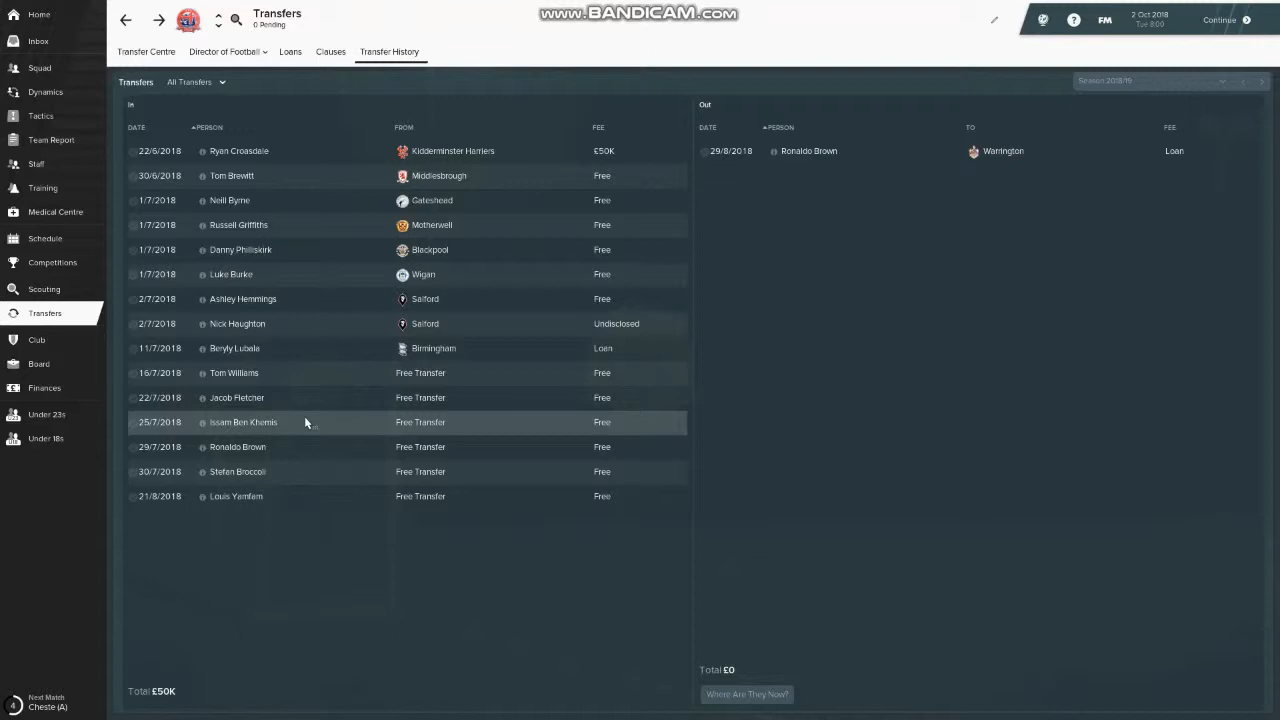 www.BANDICAM.com
Home
Inbox
Squad
Dynamics
Tactics
Team Report
Staff
Training
Medical Centre
Schedule
Competitions
Scouting
Transfers
Club
Board
Finances
Under 23s
Under 18s
4
Next Match
Cheste (A)
Transfers
0 Pending
2 Oct 2018
Tue 8:00
?
FM
Continue
Transfer Centre
Director of Football
Loans
Clauses
Transfer History
Transfers All Transfers
Season 2018/19
In
DATE PERSON FROM FEE
22/6/2018 Ryan Croasdale Kidderminster Harriers £50K
30/6/2018 Tom Brewitt Middlesbrough Free
1/7/2018 Neill Byrne Gateshead Free
1/7/2018 Russell Griffiths Motherwell Free
1/7/2018 Danny Philliskirk Blackpool Free
1/7/2018 Luke Burke Wigan Free
2/7/2018 Ashley Hemmings Salford Free
2/7/2018 Nick Haughton Salford Undisclosed
11/7/2018 Beryly Lubala Birmingham Loan
16/7/2018 Tom Williams Free Transfer Free
22/7/2018 Jacob Fletcher Free Transfer Free
25/7/2018 Issam Ben Khemis Free Transfer Free
29/7/2018 Ronaldo Brown Free Transfer Free
30/7/2018 Stefan Broccoli Free Transfer Free
21/8/2018 Louis Yamfam Free Transfer Free
Total £50K
Out
DATE PERSON TO FEE
29/8/2018 Ronaldo Brown Warrington Loan
Total £0
Where Are They Now?